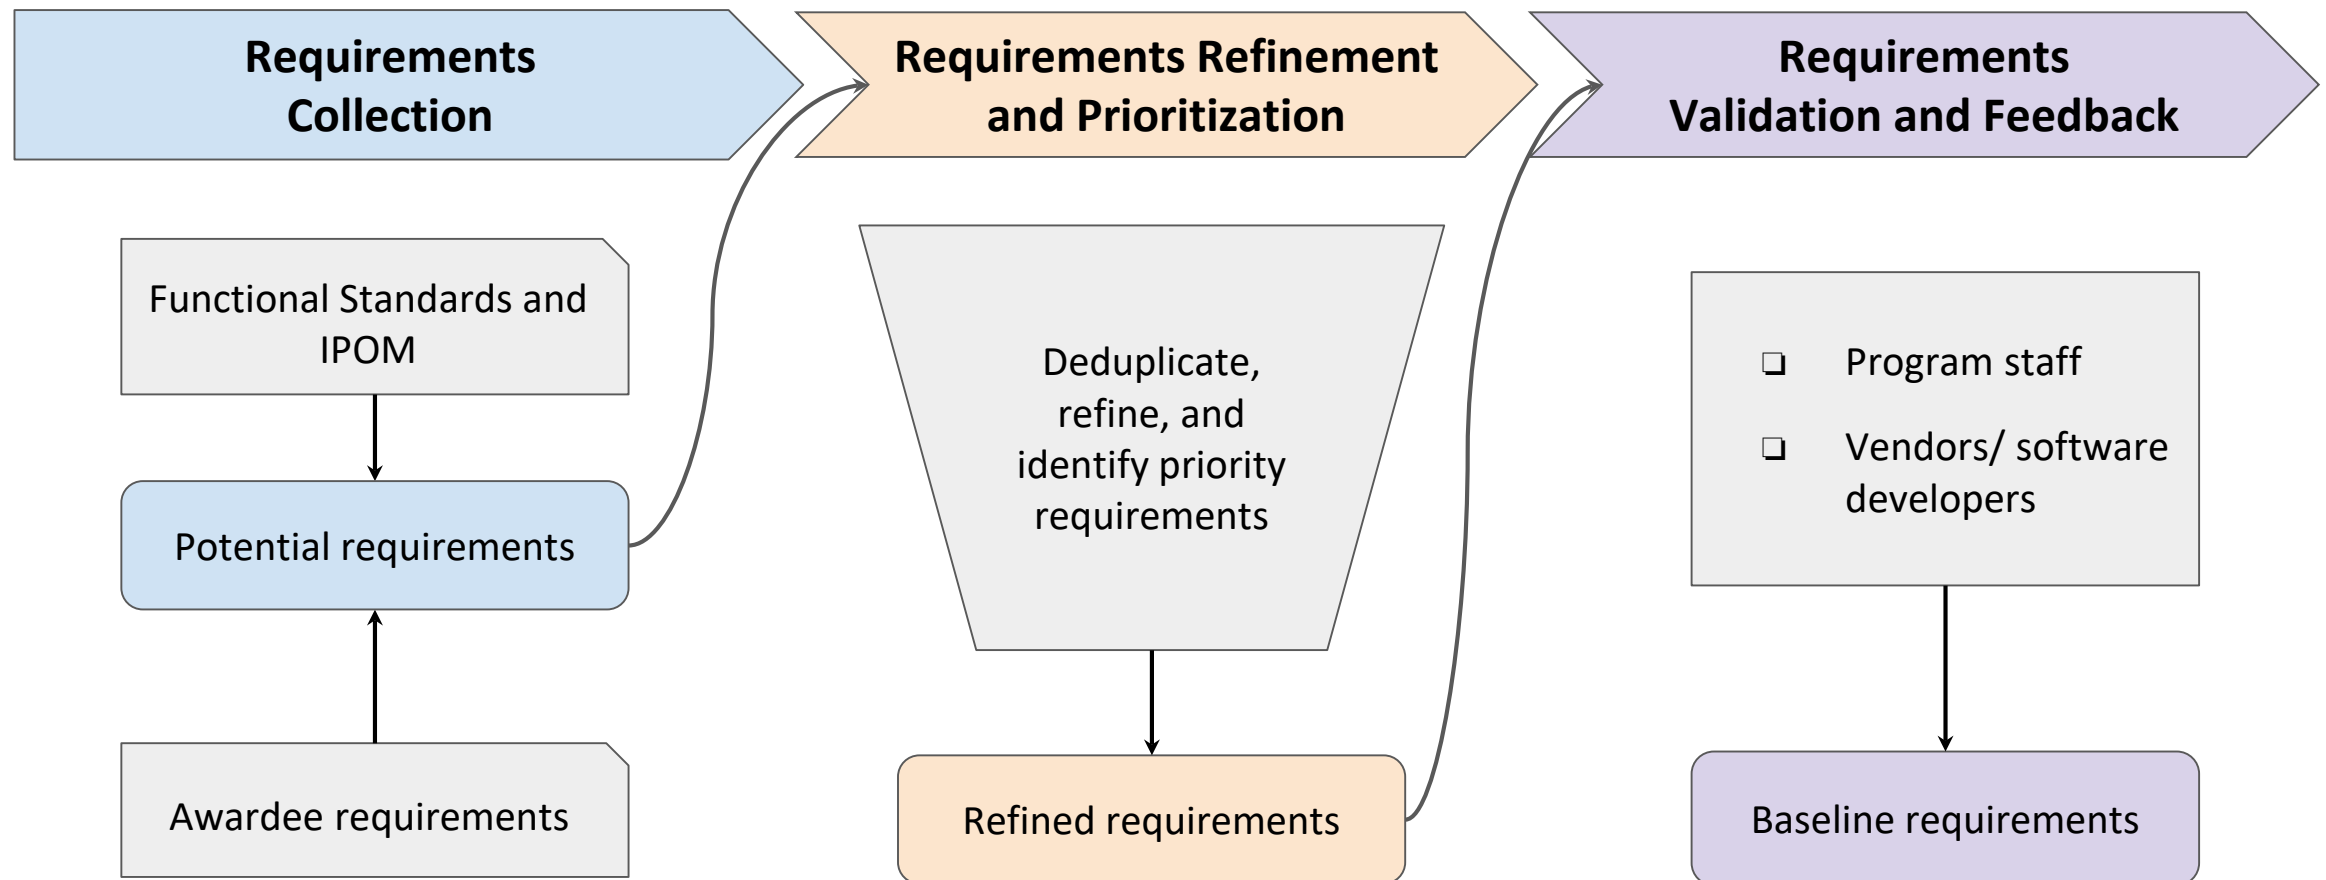 Requirements
Collection
Requirements Refinement
and Prioritization
Requirements
Validation and Feedback
Functional Standards and
IPOM
Potential requirements
Awardee requirements
Deduplicate,
refine, and
identify priority
requirements
Refined requirements
❏ Program staff
❏ Vendors/ software
developers
Baseline requirements